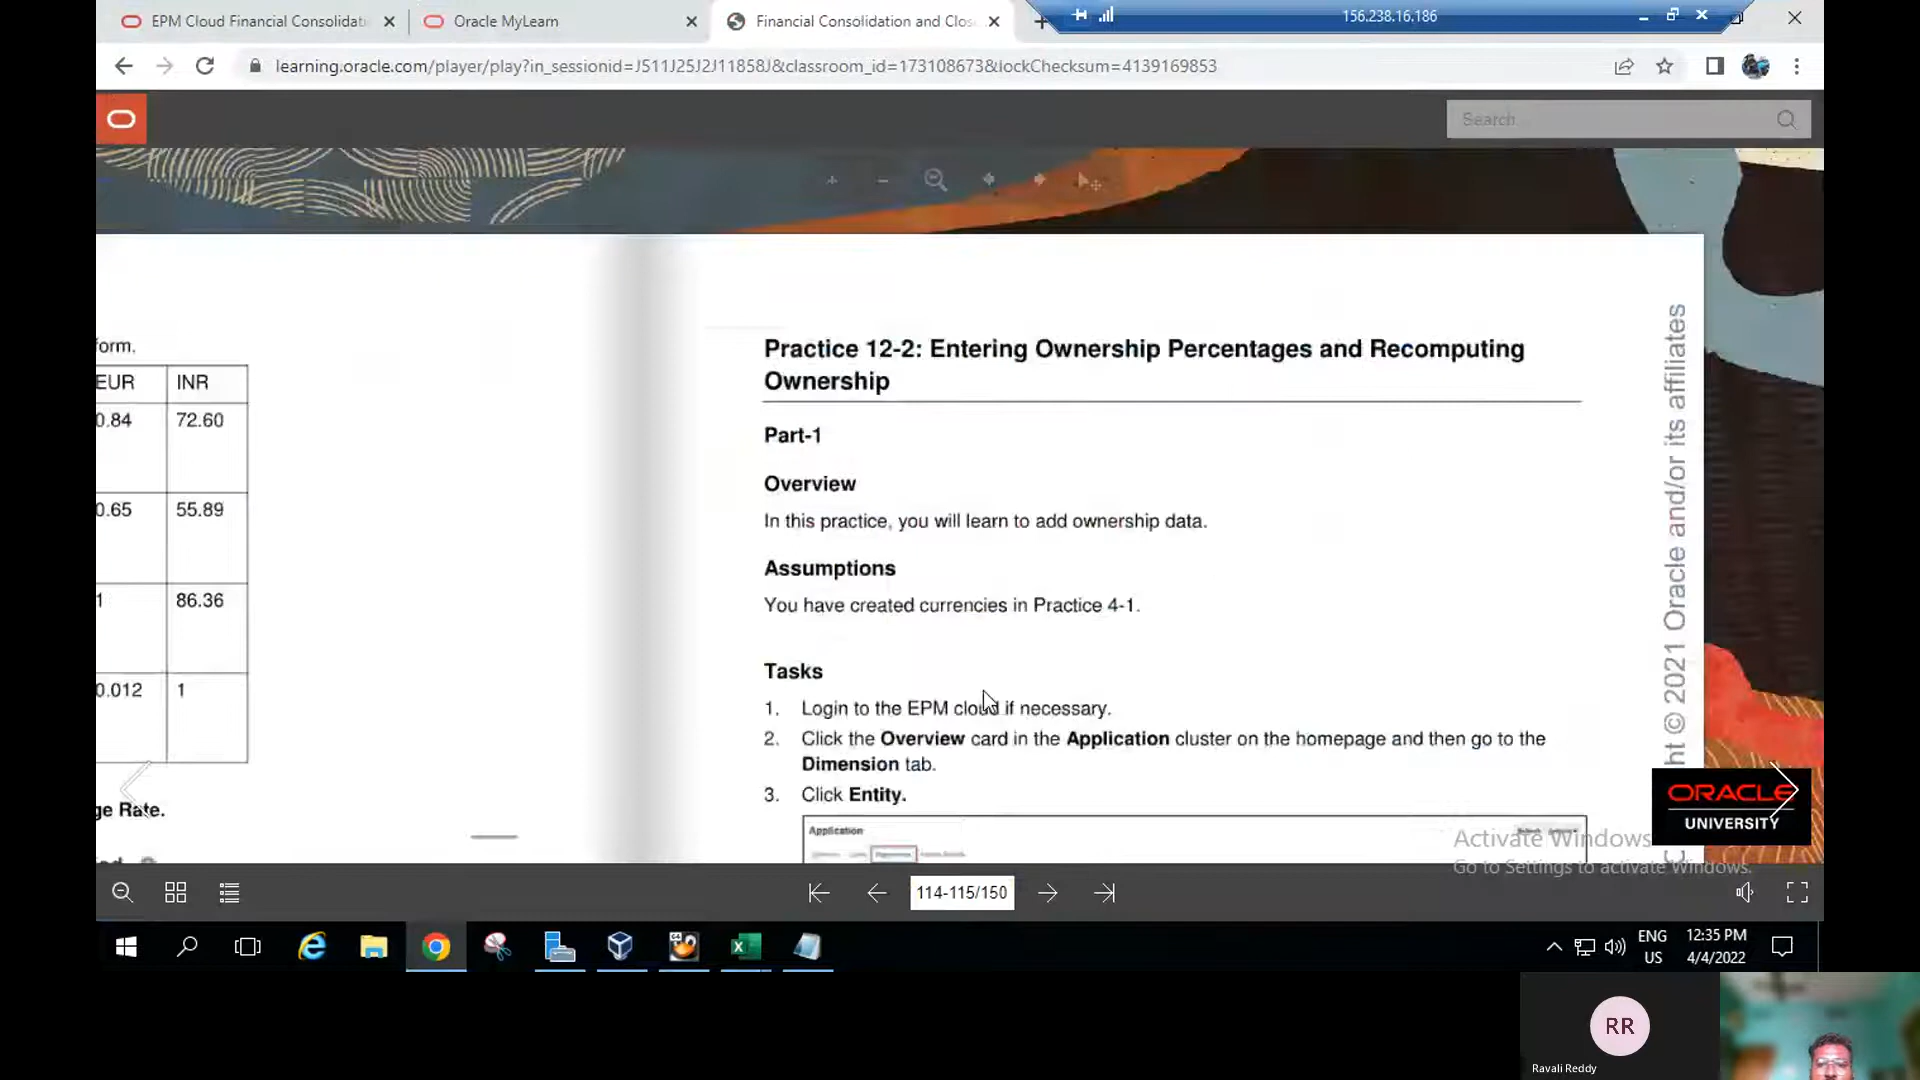 EPM Cloud Financial Consolidati
Oracle MyLearn
Financial Consolidation and Clos
156.238.16.186
learning.oracle.com/player/play?in_sessionid=J511J25J2J11858J&classroom_id=173108673&lockChecksum=4139169853
Search
form.
EUR INR
0.84 72.60
0.65 55.89
1 86.36
0.012 1
ge Rate.
Practice 12-2: Entering Ownership Percentages and Recomputing
Ownership
Part-1
Overview
In this practice, you will learn to add ownership data.
Assumptions
You have created currencies in Practice 4-1.
Tasks
1. Login to the EPM cloud if necessary.
2. Click the Overview card in the Application cluster on the homepage and then go to the
Dimension tab.
3. Click Entity.
Application
ht © 2021 Oracle and/or its affiliates
ORACLE
UNIVERSITY
Activate Windows
Go to Settings to activate Windows.
114-115/150
ENG
US
12:35 PM
4/4/2022
RR
Ravali Reddy